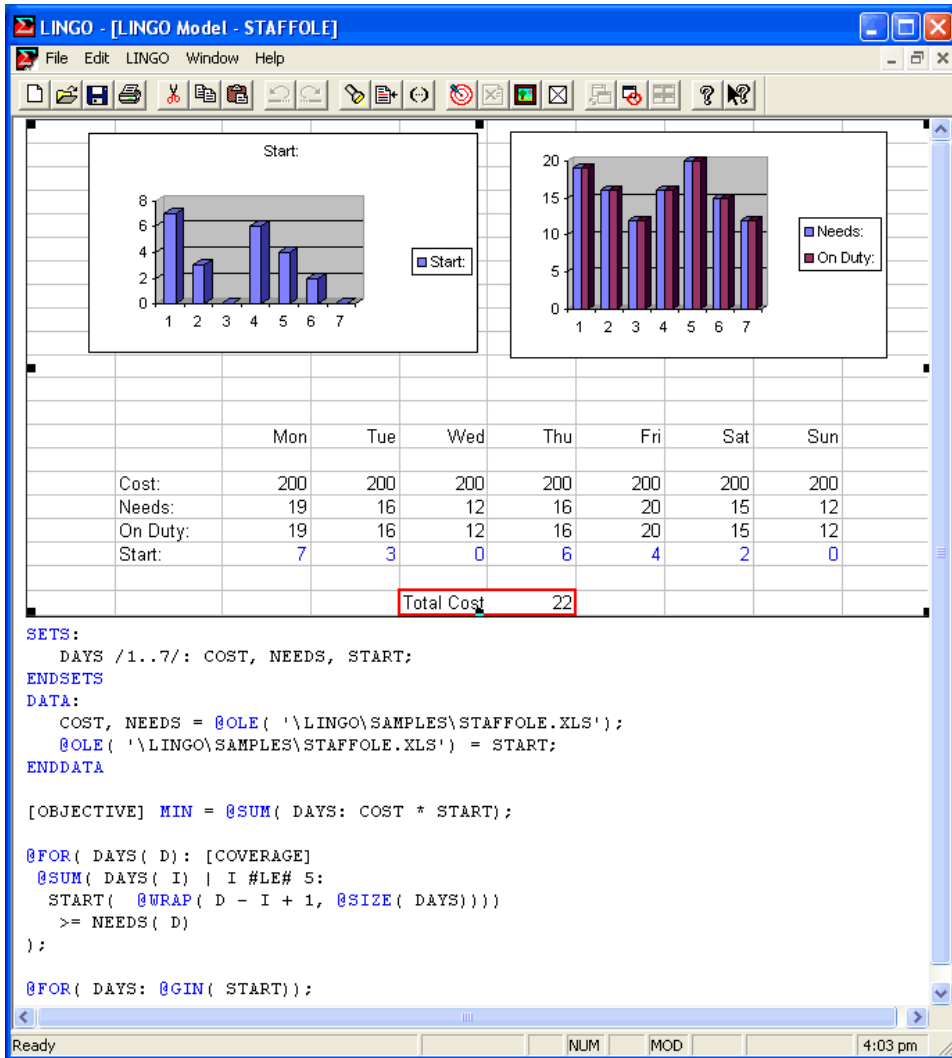 LINGO - [LINGO Model - STAFFOLE]
File Edit LINGO Window Help
Start:
8
6
4
2
0
1 2 3 4 5 6 7
Start:
20
15
10
5
0
1 2 3 4 5 6 7
Needs:
On Duty:
Mon Tue Wed Thu Fri Sat Sun
Cost: 200 200 200 200 200 200 200
Needs: 19 16 12 16 20 15 12
On Duty: 19 16 12 16 20 15 12
Start: 7 3 0 6 4 2 0
Total Cost 22
SETS:
DAYS /1..7/: COST, NEEDS, START;
ENDSETS
DATA:
COST, NEEDS = @OLE( '\LINGO\SAMPLES\STAFFOLE.XLS');
@OLE( '\LINGO\SAMPLES\STAFFOLE.XLS') = START;
ENDDATA
[OBJECTIVE] MIN = @SUM( DAYS: COST * START);
@FOR( DAYS( D): [COVERAGE]
@SUM( DAYS( I) | I #LE# 5:
START( @WRAP( D - I + 1, @SIZE( DAYS))))
>= NEEDS( D)
);
@FOR( DAYS: @GIN( START));
Ready NUM MOD 4:03 pm